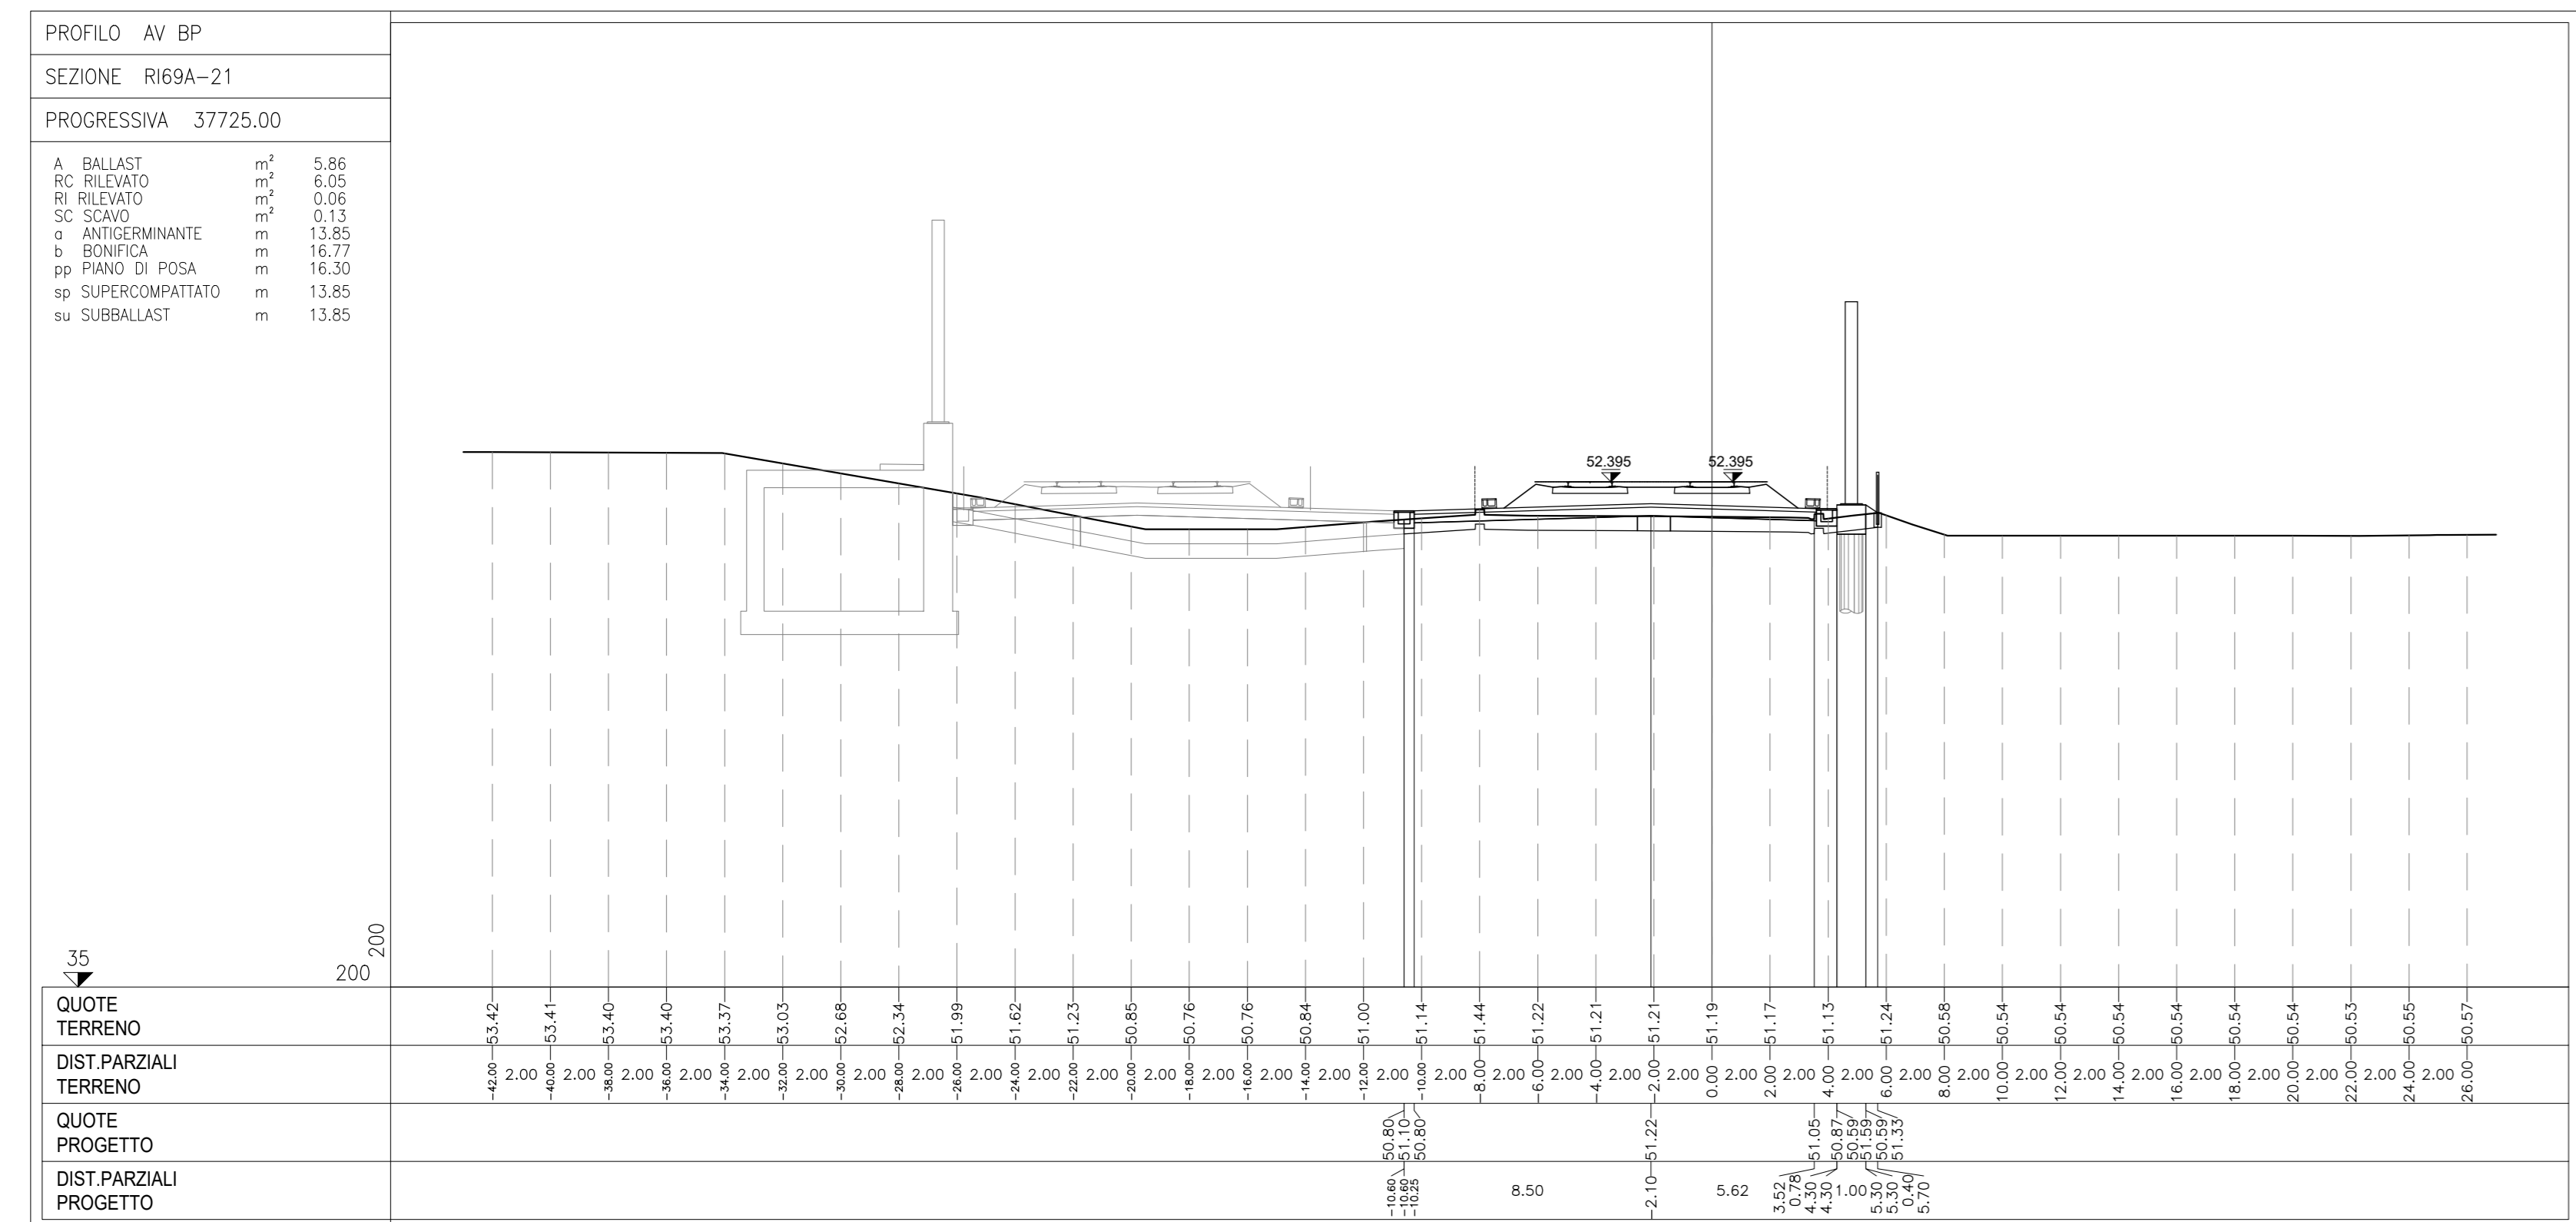 PROFILO AV BP
SEZIONE RI69A-21
PROGRESSIVA 37725.00
A BALLAST m² 5.86
RC RILEVATO m² 6.05
RI RILEVATO m² 0.06
SC SCAVO m² 0.13
a ANTIGERMINANTE m 13.85
b BONIFICA m 16.77
pp PIANO DI POSA m 16.30
sp SUPERCOMPATTATO m 13.85
su SUBBALLAST m 13.85
52.395 52.395
35
200
200
QUOTE
TERRENO
53.42 53.41 53.40 53.40 53.37 53.03 52.68 52.34 51.99 51.62 51.23 50.85 50.76 50.76 50.84 51.00 51.14 51.44 51.22 51.21 51.21 51.19 51.17 51.13 51.24 50.58 50.54 50.54 50.54 50.54 50.54 50.54 50.53 50.55 50.57
DIST.PARZIALI
TERRENO
-42.00 2.00 -40.00 2.00 -38.00 2.00 -36.00 2.00 -34.00 2.00 -32.00 2.00 -30.00 2.00 -28.00 2.00 -26.00 2.00 -24.00 2.00 -22.00 2.00 -20.00 2.00 -18.00 2.00 -16.00 2.00 -14.00 2.00 -12.00 2.00 -10.00 2.00 -8.00 2.00 -6.00 2.00 -4.00 2.00 -2.00 2.00 0.00 2.00 2.00 2.00 4.00 2.00 6.00 2.00 8.00 2.00 10.00 2.00 12.00 2.00 14.00 2.00 16.00 2.00 18.00 2.00 20.00 2.00 22.00 2.00 24.00 2.00 26.00
QUOTE
PROGETTO
50.80 51.10 50.80 51.22 51.05 50.87 50.59 51.59 50.59 51.33
DIST.PARZIALI
PROGETTO
-10.60 -10.60 -10.25 8.50 -2.10 5.62 3.52 0.78 4.30 4.30 1.00 5.30 5.30 0.40 5.70